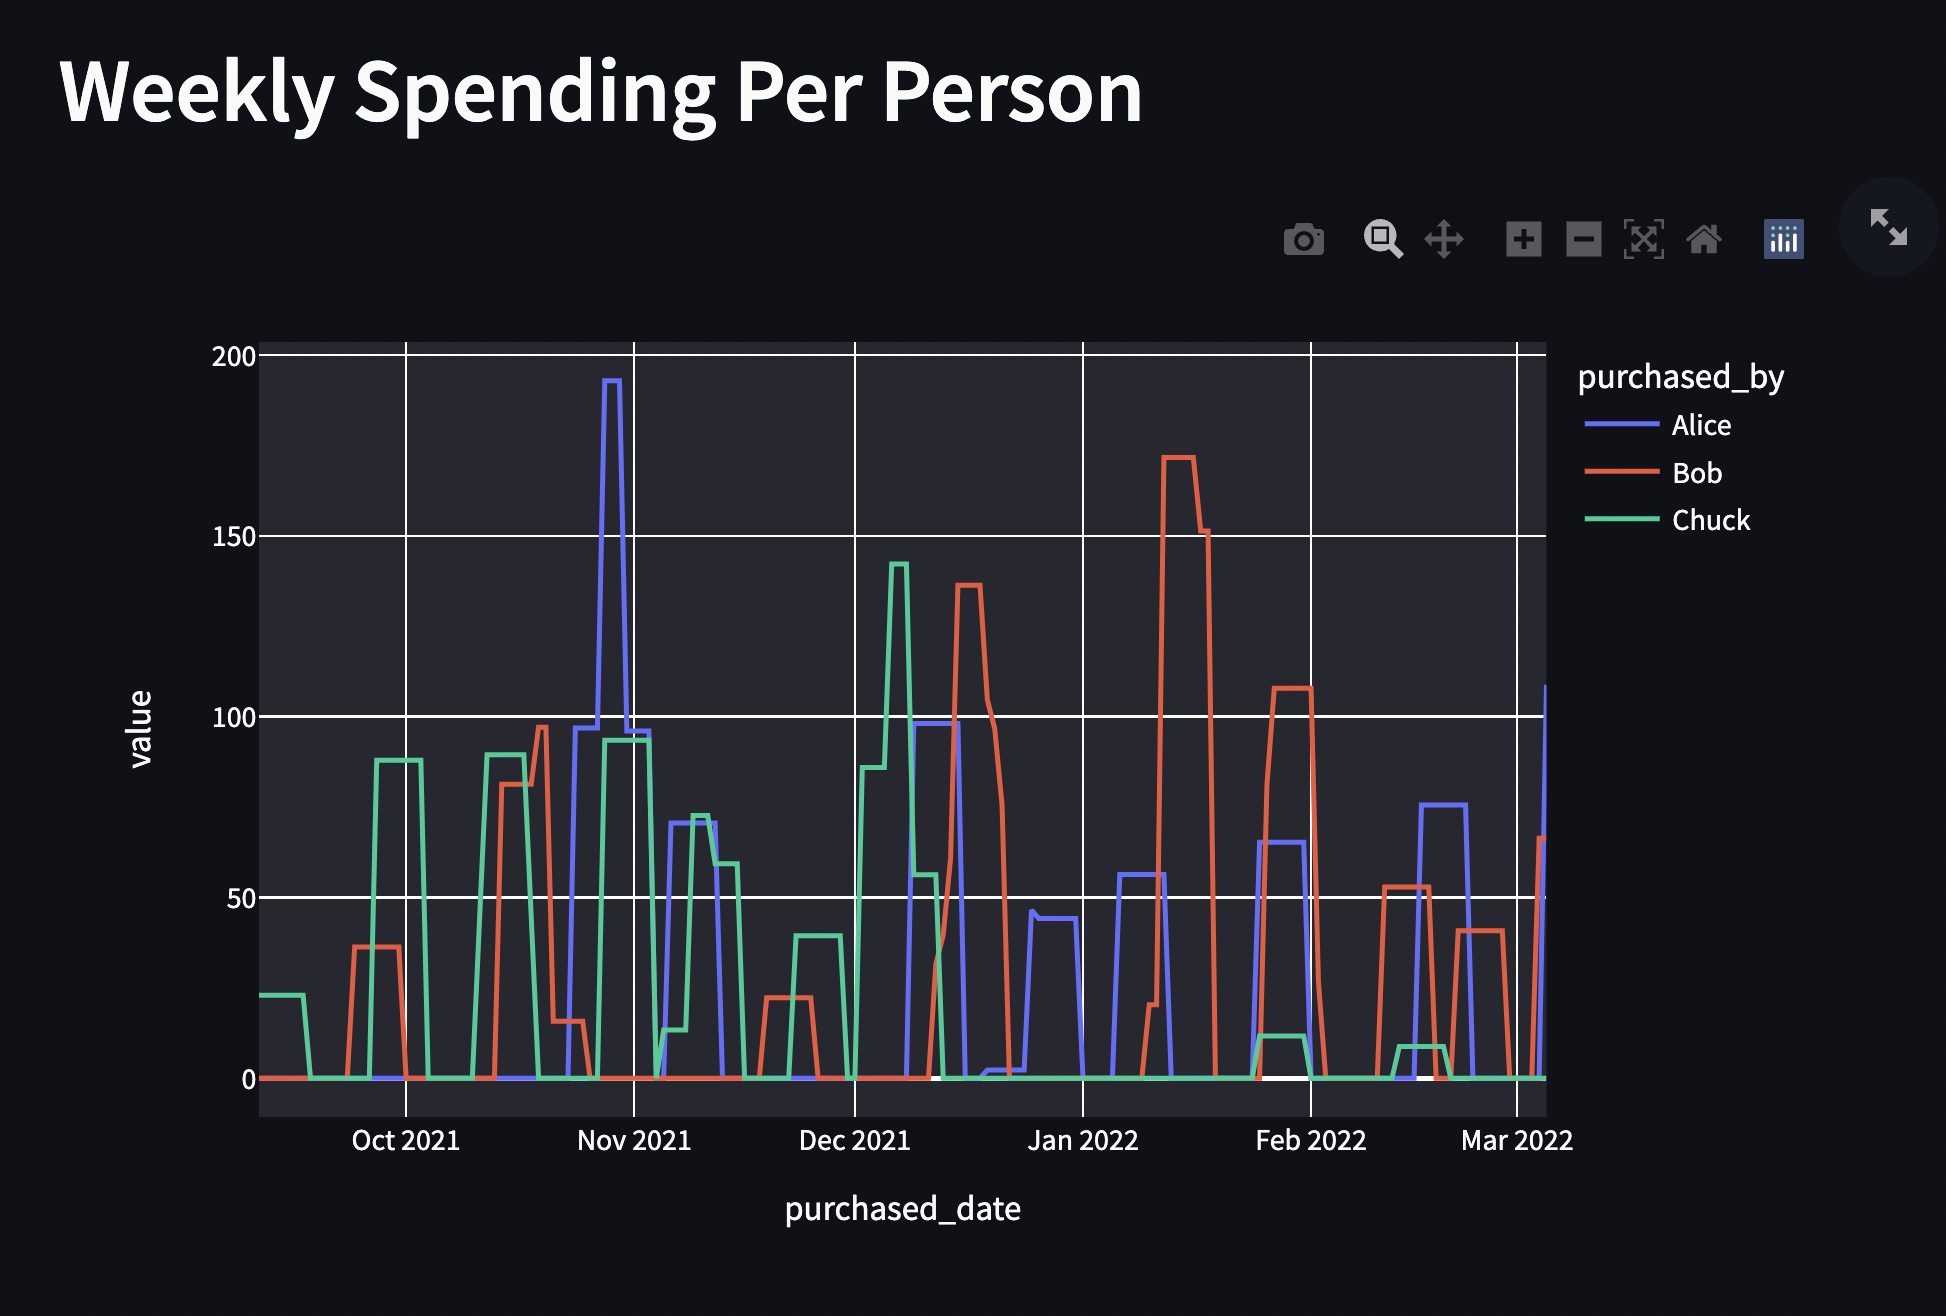 Weekly Spending Per Person
200
150
100
50
0
value
Oct 2021
Nov 2021
Dec 2021
Jan 2022
Feb 2022
Mar 2022
purchased_date
purchased_by
Alice
Bob
Chuck